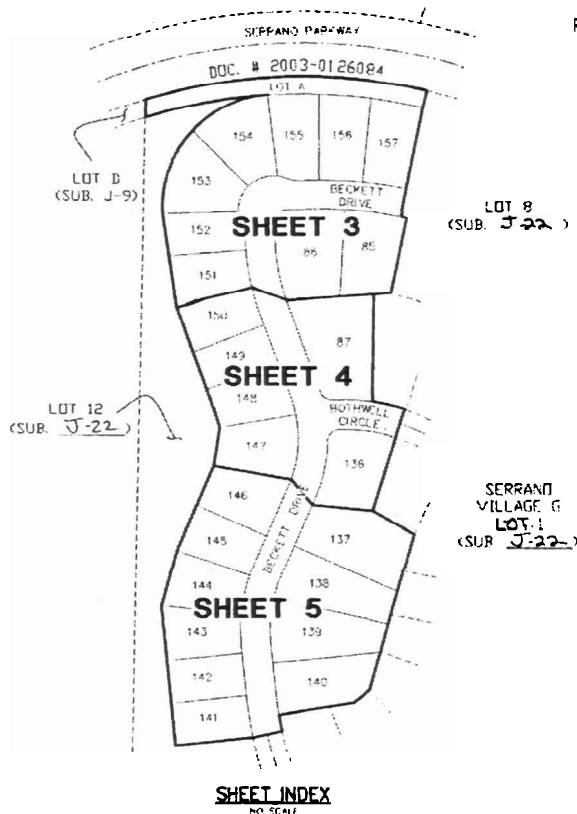 SERRANO PARKWAY
DOC. # 2003-0126084
LOT A
154
155
156
157
LOT D
(SUB. J-9)
153
BECKETT
DRIVE
LOT 8
(SUB. J-22)
152
SHEET 3
86
85
151
150
87
149
SHEET 4
148
LOT 12
(SUB. J-22)
BOTHWELL
CIRCLE
147
136
146
BECKETT DRIVE
SERRANO
VILLAGE G
LOT 1
(SUB J-22)
145
137
144
138
SHEET 5
143
139
142
140
141
SHEET INDEX
NO SCALE